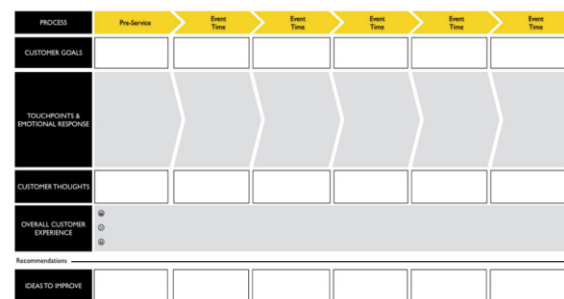 PROCESS
Pre-Service
Event
Time
Event
Time
Event
Time
Event
Time
Event
Time
CUSTOMER GOALS
TOUCHPOINTS &
EMOTIONAL RESPONSE
CUSTOMER THOUGHTS
OVERALL CUSTOMER
EXPERIENCE
Recommendations
IDEAS TO IMPROVE